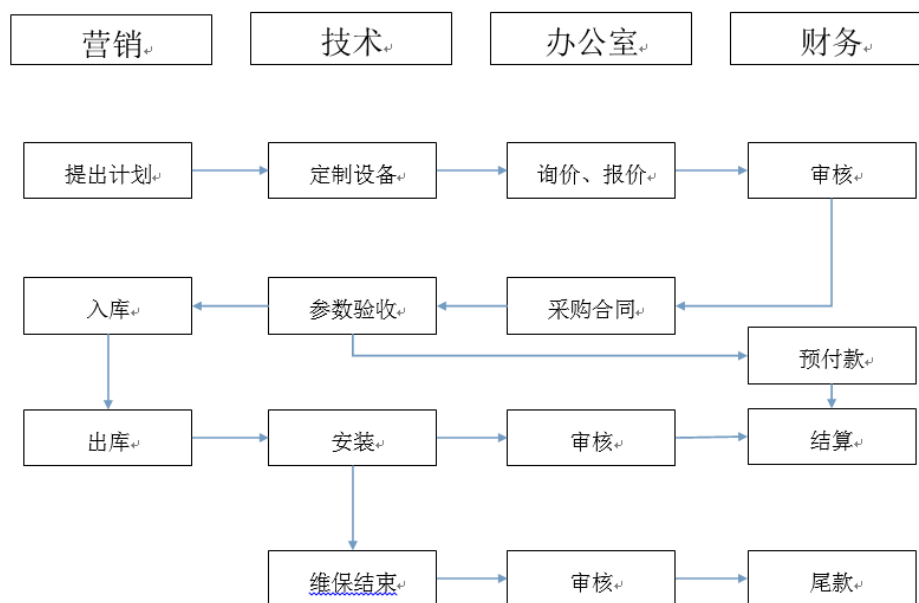 营销 技术 办公室 财务
提出计划 定制设备 询价、报价 审核
入库 参数验收 采购合同
预付款
出库 安装 审核 结算
维保结束 审核 尾款